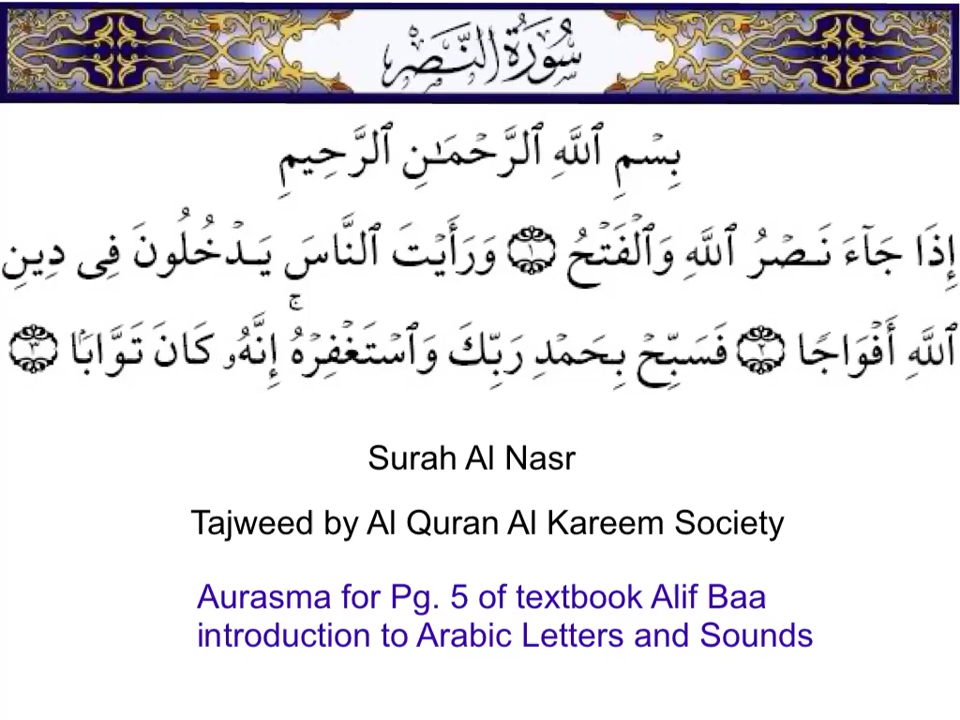 سُورَةُ النَّصْرِ
بِسْمِ ٱللَّهِ ٱلرَّحْمَـٰنِ ٱلرَّحِيمِ
إِذَا جَآءَ نَصْرُ ٱللَّهِ وَٱلْفَتْحُ ١ وَرَأَيْتَ ٱلنَّاسَ يَدْخُلُونَ فِى دِينِ
ٱللَّهِ أَفْوَاجًا ٢ فَسَبِّحْ بِحَمْدِ رَبِّكَ وَٱسْتَغْفِرْهُ ۚ إِنَّهُۥ كَانَ تَوَّابًۢا ٣
Surah Al Nasr
Tajweed by Al Quran Al Kareem Society
Aurasma for Pg. 5 of textbook Alif Baa
introduction to Arabic Letters and Sounds